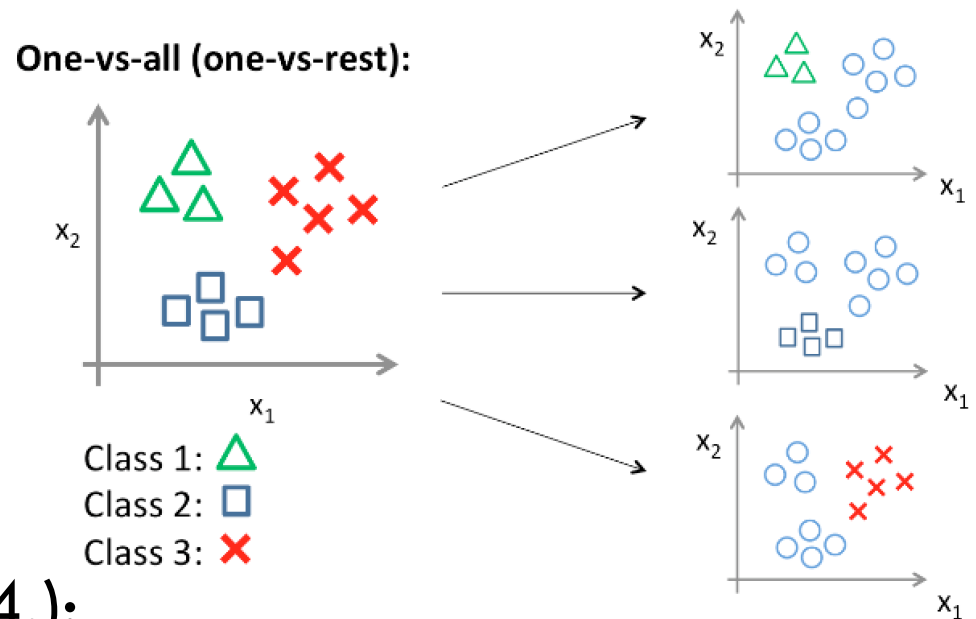 One-vs-all (one-vs-rest):
x₂
x₁
Class 1:
Class 2:
Class 3:
x₂
x₁
x₂
x₁
x₂
x₁
4.):